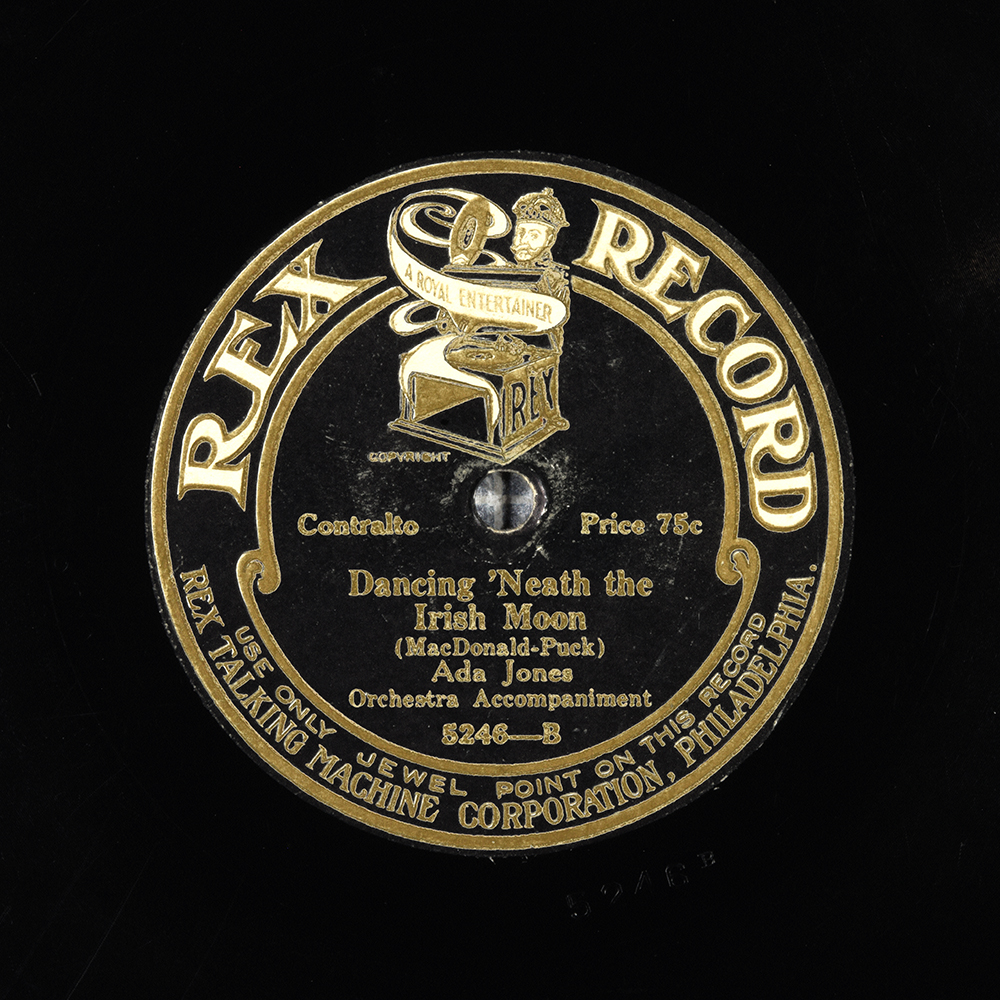 REX RECORD
A ROYAL ENTERTAINER
REX
COPYRIGHT
Contralto
Price 75c
Dancing 'Neath the
Irish Moon
(MacDonald-Puck)
Ada Jones
Orchestra Accompaniment
5246—B
USE ONLY JEWEL POINT ON THIS RECORD
REX TALKING MACHINE CORPORATION, PHILADELPHIA.
5246 B